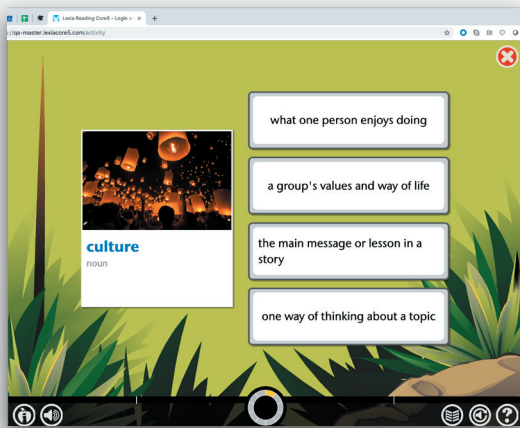 Lexia Reading Core5 - Login
://qa-master.lexiacore5.com/activity
culture
noun
what one person enjoys doing
a group's values and way of life
the main message or lesson in a
story
one way of thinking about a topic